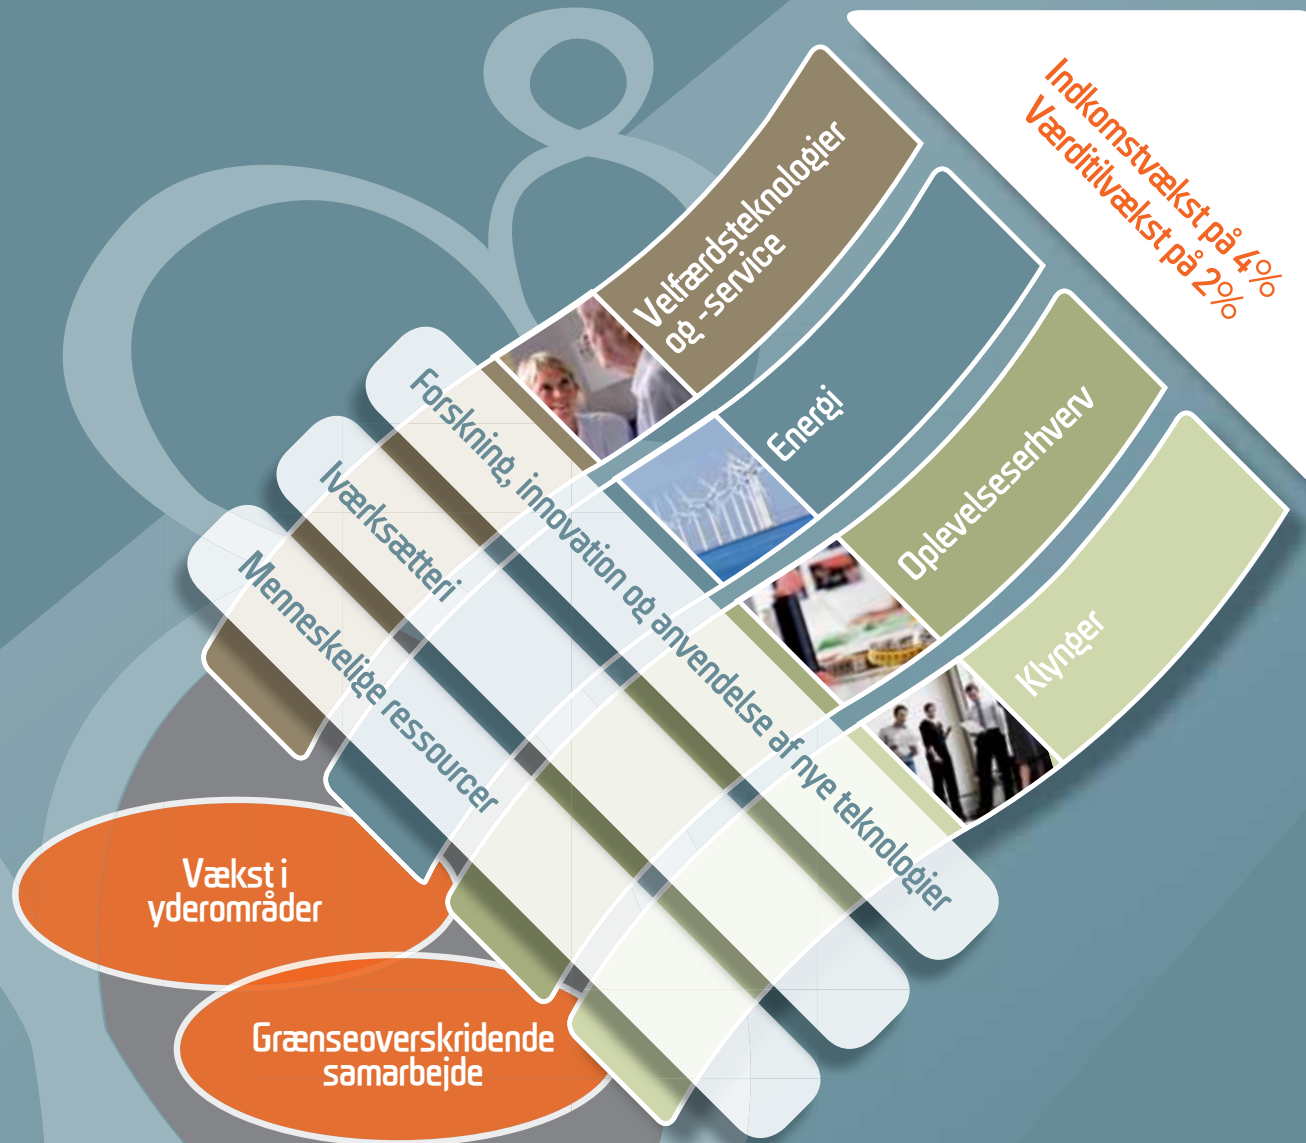 Indkomstvækst på 4%
Værditilvækst på 2%
Velfærdsteknologier
og -service
Energi
Oplevelseserhverv
Klynger
Forskning, innovation og anvendelse af nye teknologier
Iværksætteri
Menneskelige ressourcer
Vækst i
yderområder
Grænseoverskridende
samarbejde